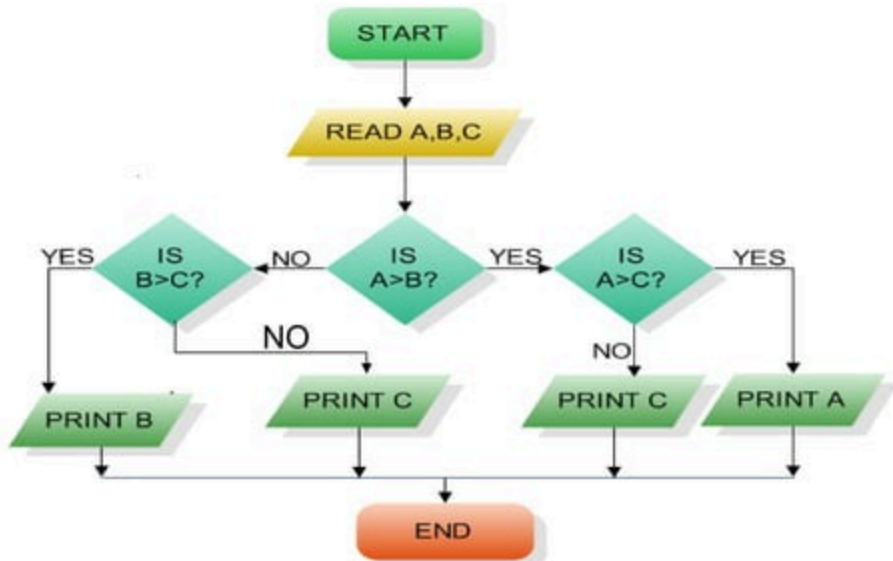 START
READ A,B,C
YES
IS
B>C?
NO
IS
A>B?
YES
IS
A>C?
YES
NO
NO
PRINT B
PRINT C
PRINT C
PRINT A
END